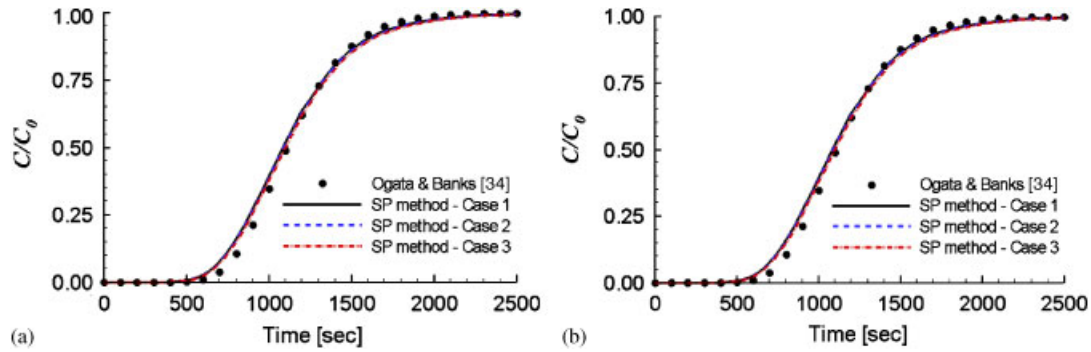 1.00
0.75
0.50
0.25
0.00
C/C0
Ogata & Banks [34]
SP method - Case 1
SP method - Case 2
SP method - Case 3
0 500 1000 1500 2000 2500
Time [sec]
(a)
1.00
0.75
0.50
0.25
0.00
C/C0
Ogata & Banks [34]
SP method - Case 1
SP method - Case 2
SP method - Case 3
0 500 1000 1500 2000 2500
Time [sec]
(b)